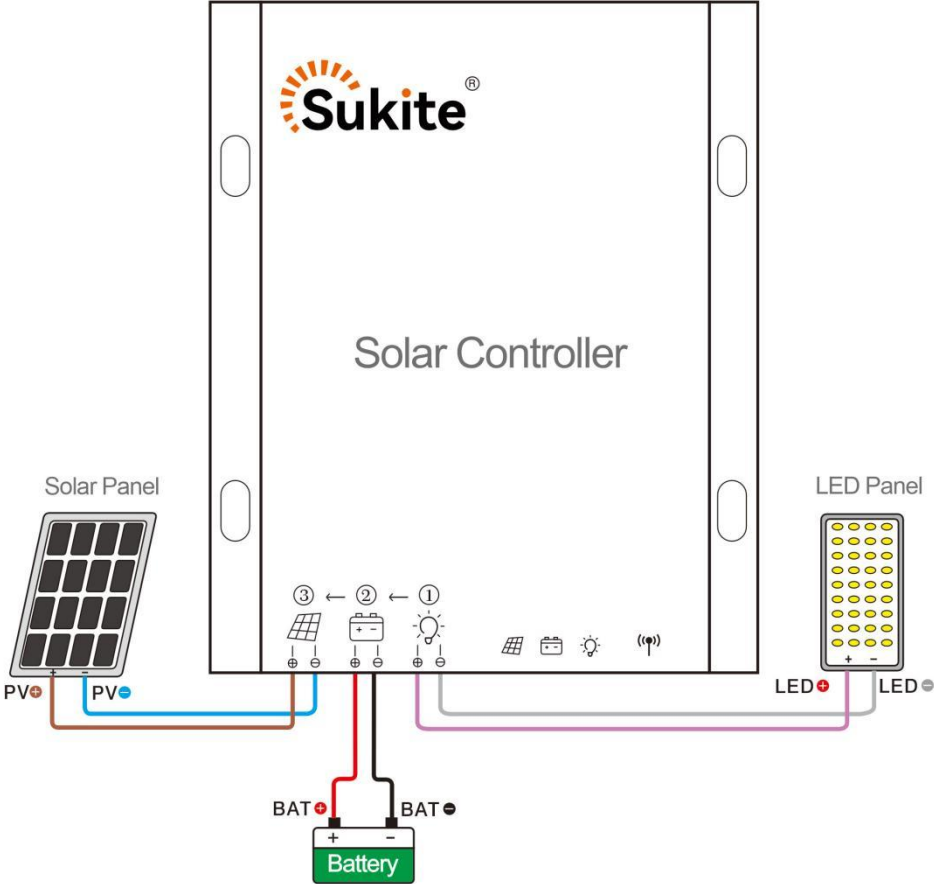 Sukite®
Solar Controller
Solar Panel
LED Panel
③ ← ② ← ①
+ −
⊕ ⊖ ⊕ ⊖ ⊕ ⊖
+ −
PV⊕ PV⊖
+ −
LED⊕ LED⊖
BAT⊕ BAT⊖
+ −
Battery